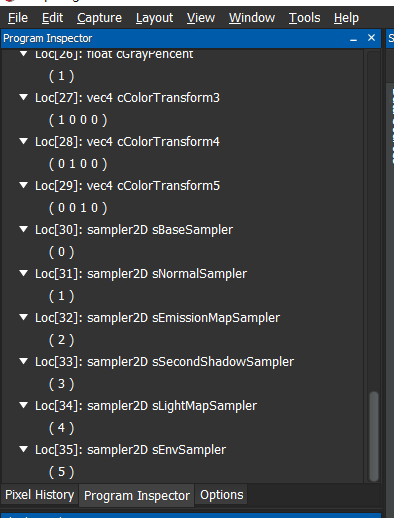 File Edit Capture Layout View Window Tools Help
Program Inspector
Loc[26]: float cGrayPencent
( 1 )
Loc[27]: vec4 cColorTransform3
( 1 0 0 0 )
Loc[28]: vec4 cColorTransform4
( 0 1 0 0 )
Loc[29]: vec4 cColorTransform5
( 0 0 1 0 )
Loc[30]: sampler2D sBaseSampler
( 0 )
Loc[31]: sampler2D sNormalSampler
( 1 )
Loc[32]: sampler2D sEmissionMapSampler
( 2 )
Loc[33]: sampler2D sSecondShadowSampler
( 3 )
Loc[34]: sampler2D sLightMapSampler
( 4 )
Loc[35]: sampler2D sEnvSampler
( 5 )
Pixel History Program Inspector Options